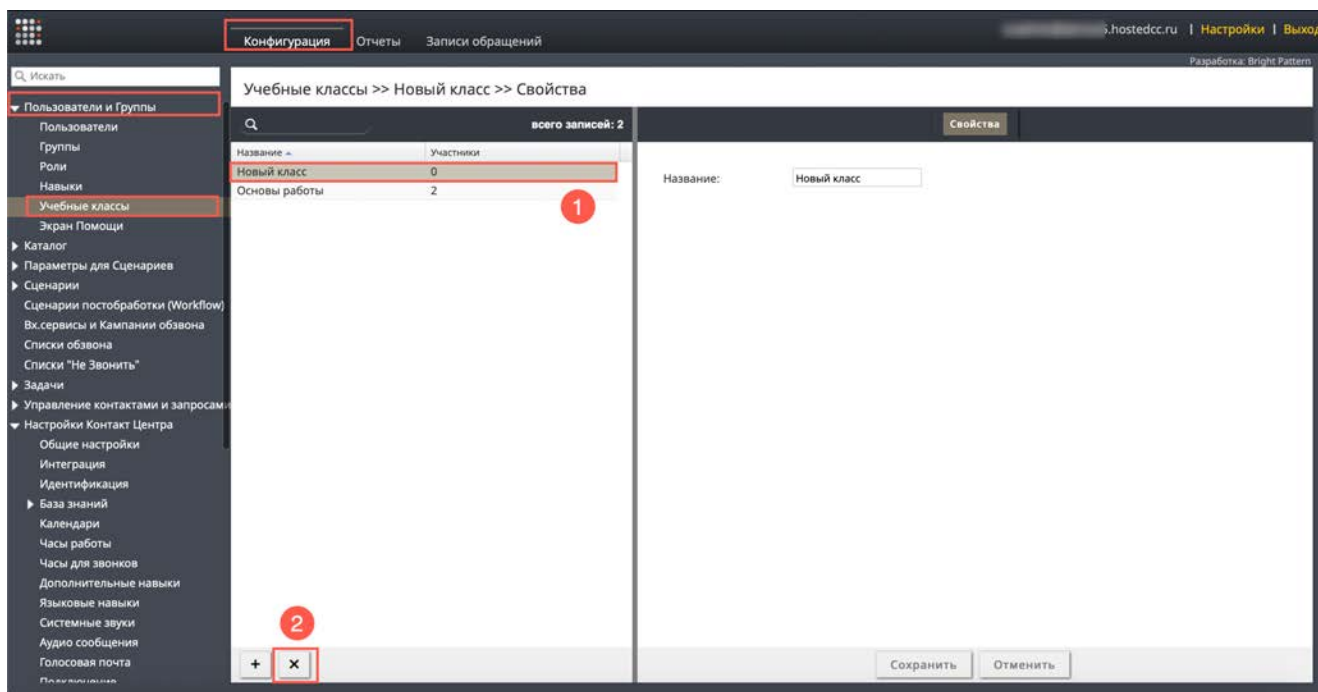 Конфигурация Отчеты Записи обращений
.hostedcc.ru | Настройки | Выход
Разработка: Bright Pattern
Искать
Учебные классы >> Новый класс >> Свойства
Пользователи и Группы
Пользователи
Группы
Роли
Навыки
Учебные классы
Экран Помощи
Каталог
Параметры для Сценариев
Сценарии
Сценарии постобработки (Workflow)
Вх.сервисы и Кампании обзвона
Списки обзвона
Списки "Не Звонить"
Задачи
Управление контактами и запросами
Настройки Контакт Центра
Общие настройки
Интеграция
Идентификация
База знаний
Календари
Часы работы
Часы для звонков
Дополнительные навыки
Языковые навыки
Системные звуки
Аудио сообщения
Голосовая почта
всего записей: 2
Название Участники
Новый класс 0
Основы работы 2
1
2
+ ×
Свойства
Название: Новый класс
Сохранить Отменить